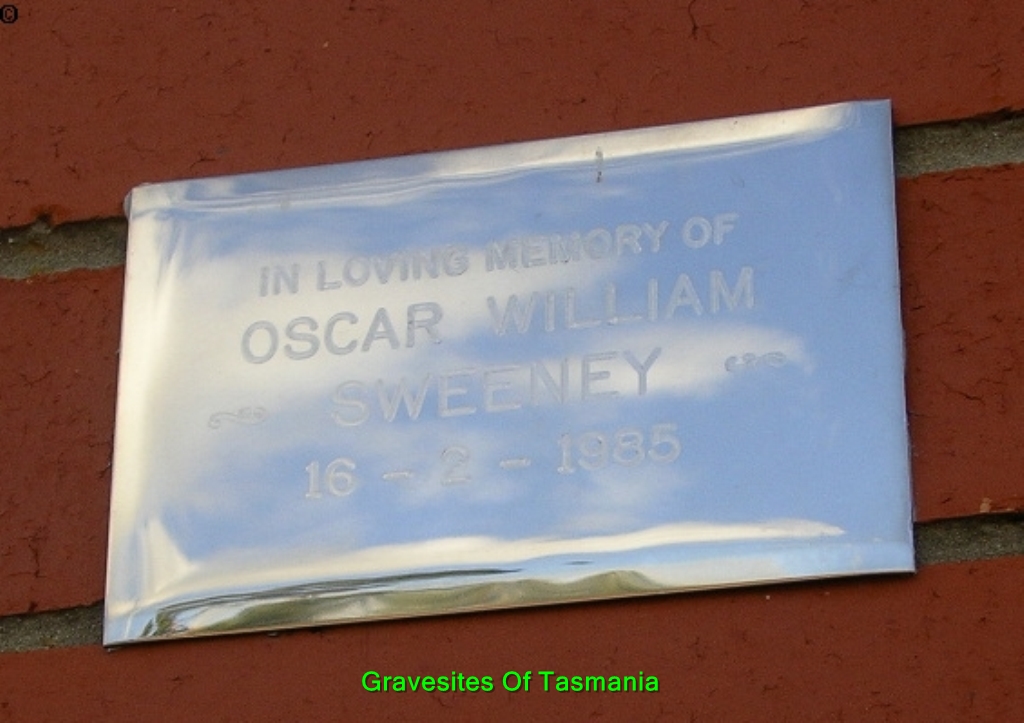 ©
IN LOVING MEMORY OF
OSCAR WILLIAM
SWEENEY
16 - 2 - 1985
Gravesites Of Tasmania